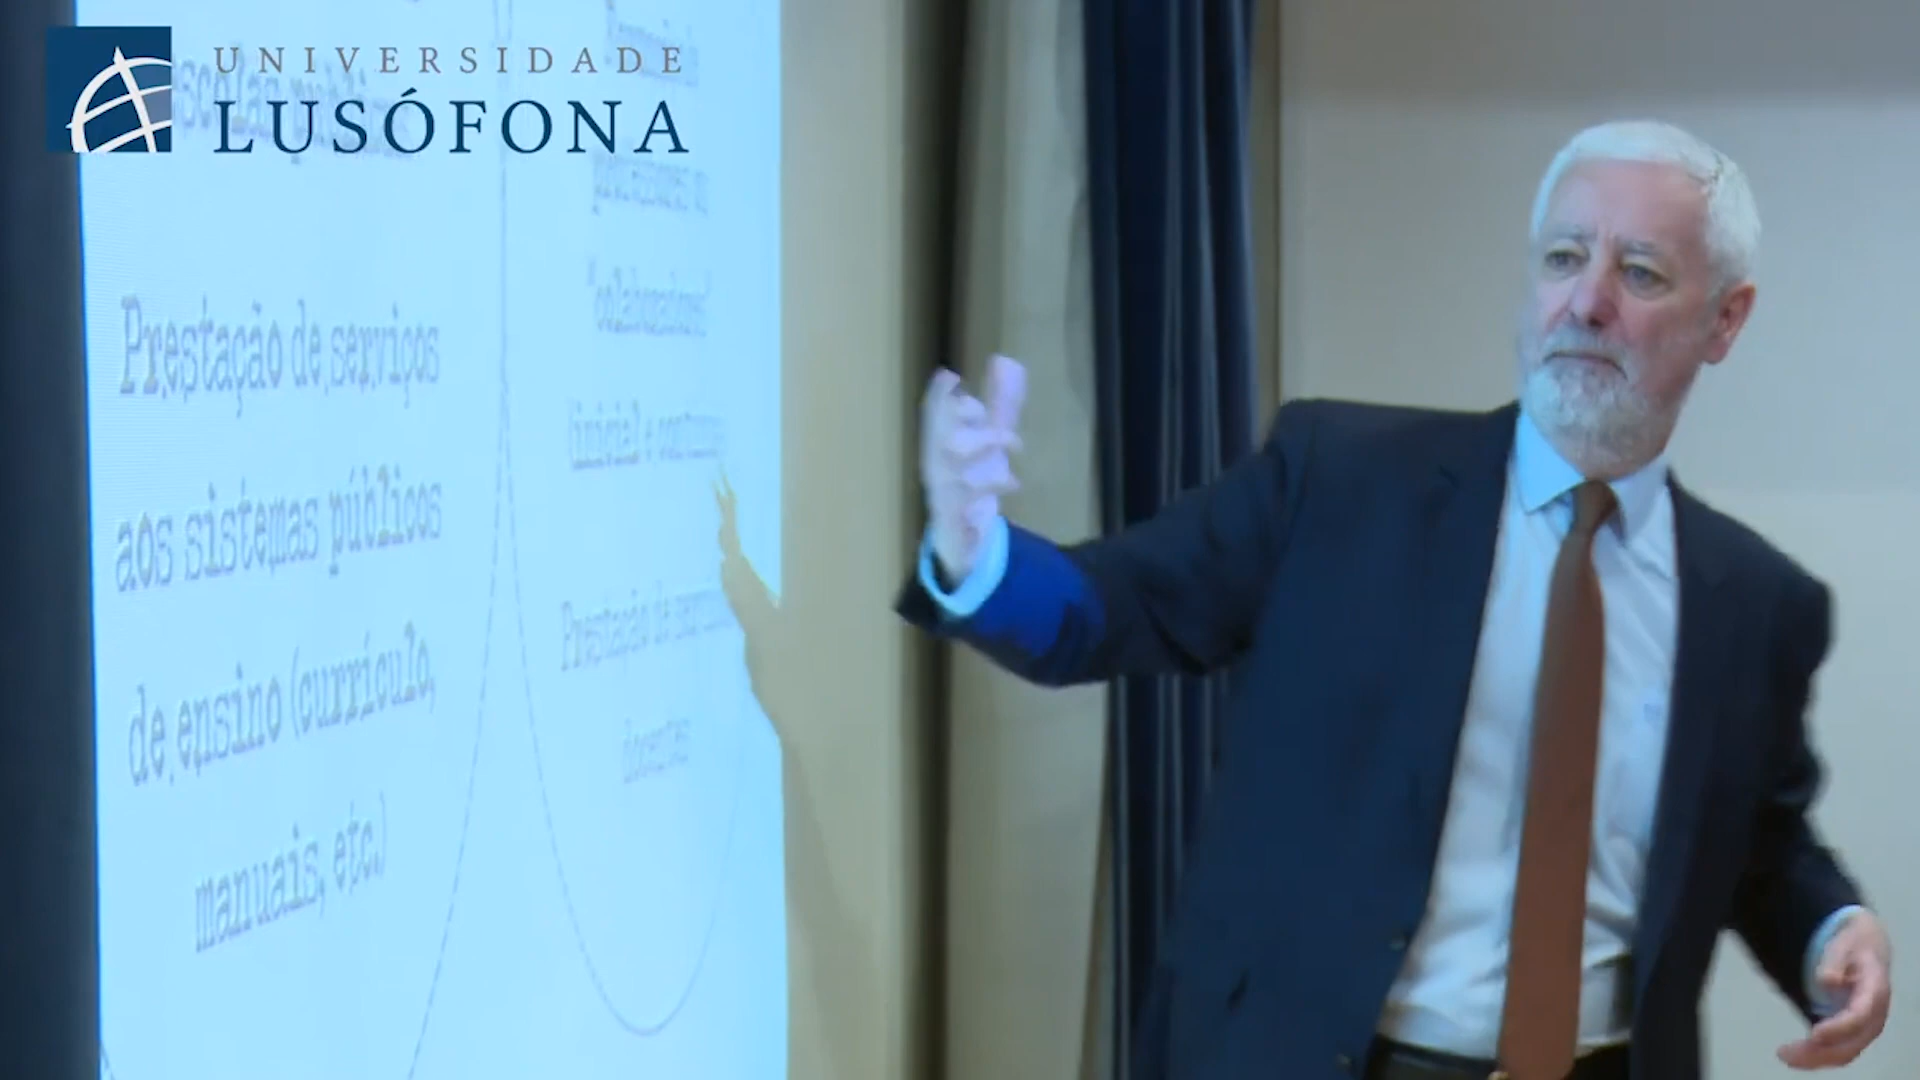 UNIVERSIDADE
LUSÓFONA
Prestação de serviços
aos sistemas públicos
de ensino (currículo,
manuais, etc.)
"colaboradores"
(inicial e contínua
Prestação de
docentes